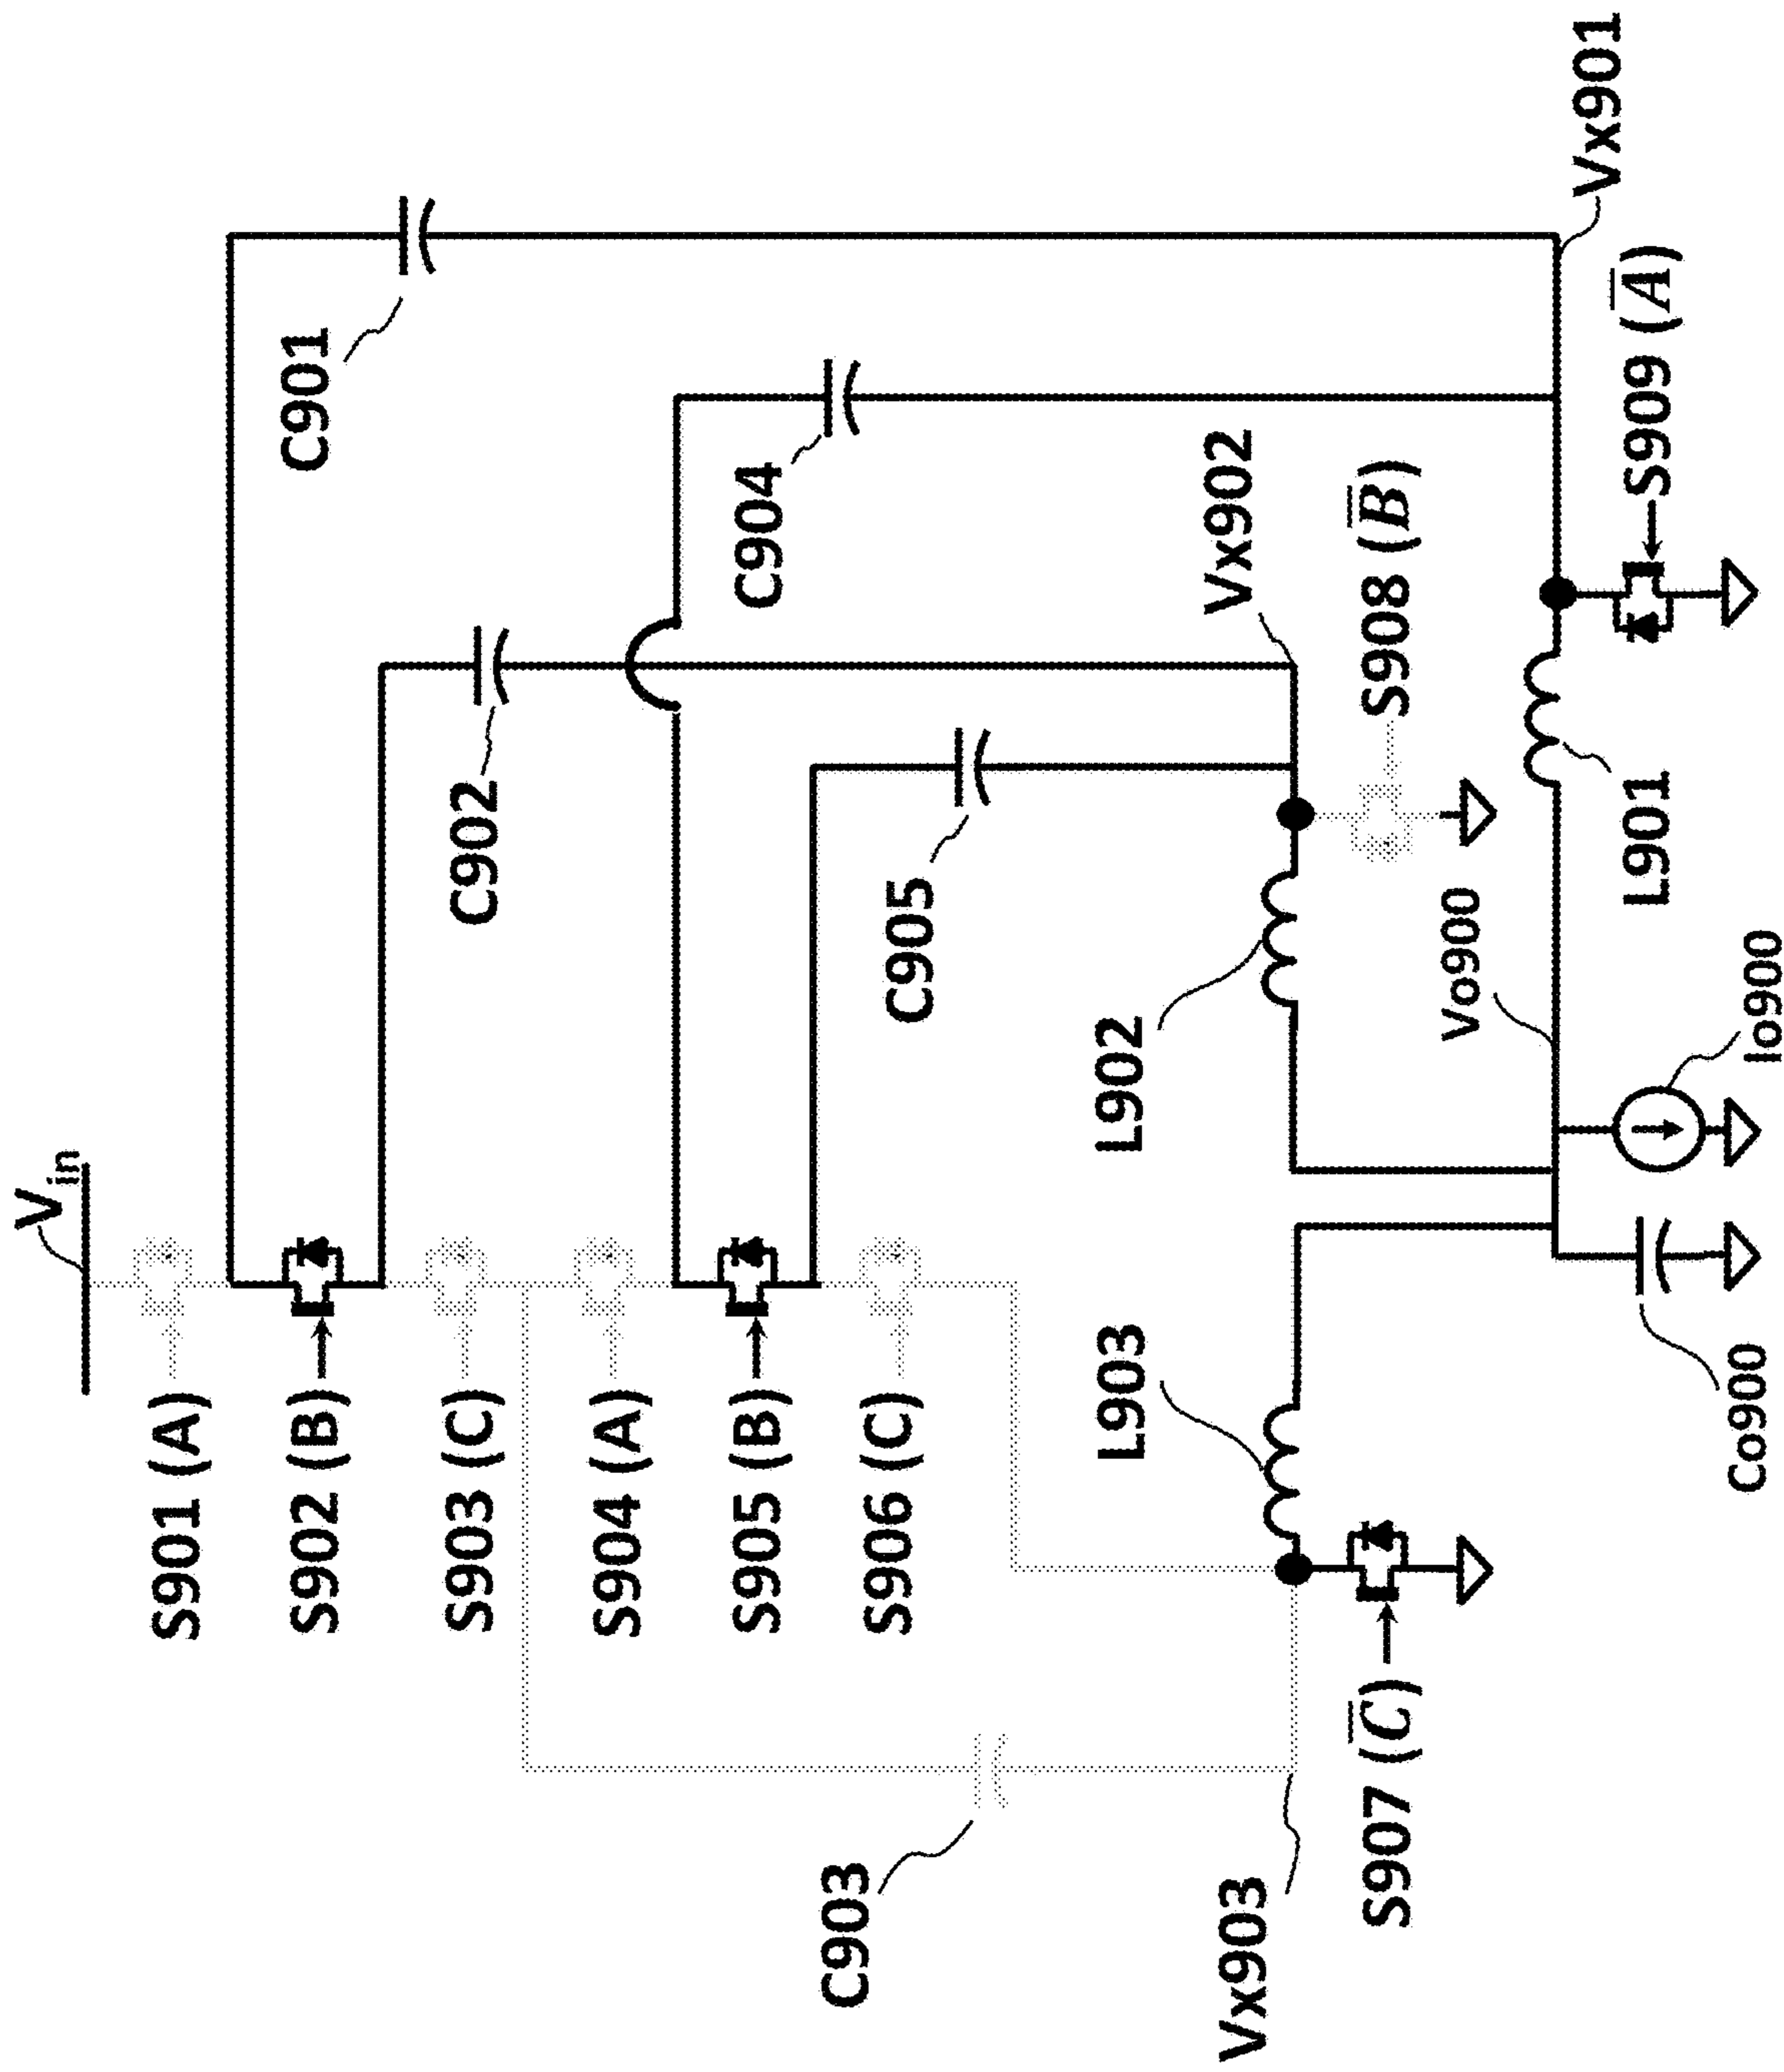 Vin
S901 (A)
S902 (B)
S903 (C)
S904 (A)
S905 (B)
S906 (C)
C901
C902
C904
C905
C903
Vx902
Vx901
L903
L902
S908 (B̅)
S909 (A̅)
Vx903
S907 (C̅)
Vo900
L901
Co900
Io900